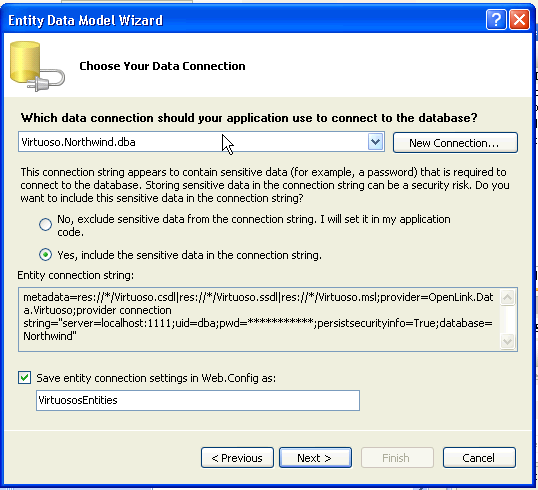 Entity Data Model Wizard
Choose Your Data Connection
Which data connection should your application use to connect to the database?
Virtuoso.Northwind.dba
New Connection...
This connection string appears to contain sensitive data (for example, a password) that is required to
connect to the database. Storing sensitive data in the connection string can be a security risk. Do you
want to include this sensitive data in the connection string?
No, exclude sensitive data from the connection string. I will set it in my application
code.
Yes, include the sensitive data in the connection string.
Entity connection string:
metadata=res://*/Virtuoso.csdl|res://*/Virtuoso.ssdl|res://*/Virtuoso.msl;provider=OpenLink.Dat
a.Virtuoso;provider connection
string="server=localhost:1111;uid=dba;pwd=***********;persistsecurityinfo=True;database=
Northwind"
Save entity connection settings in Web.Config as:
VirtuososEntities
< Previous
Next >
Finish
Cancel